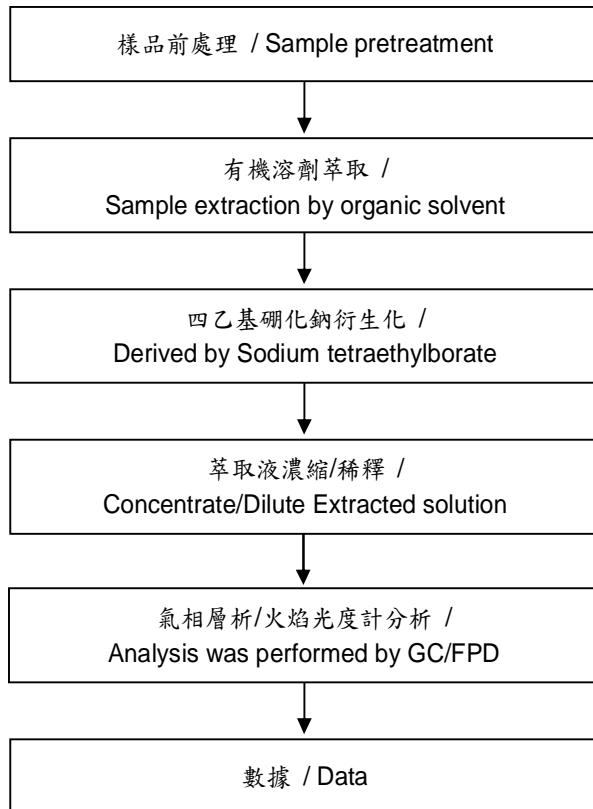 樣品前處理 / Sample pretreatment
有機溶劑萃取 /
Sample extraction by organic solvent
四乙基硼化鈉衍生化 /
Derived by Sodium tetraethylborate
萃取液濃縮/稀釋 /
Concentrate/Dilute Extracted solution
氣相層析/火焰光度計分析 /
Analysis was performed by GC/FPD
數據 / Data